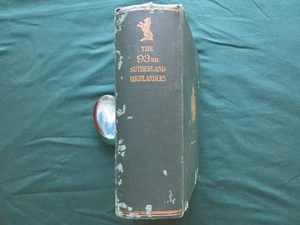 THE
93RD
SUTHERLAND
HIGHLANDERS